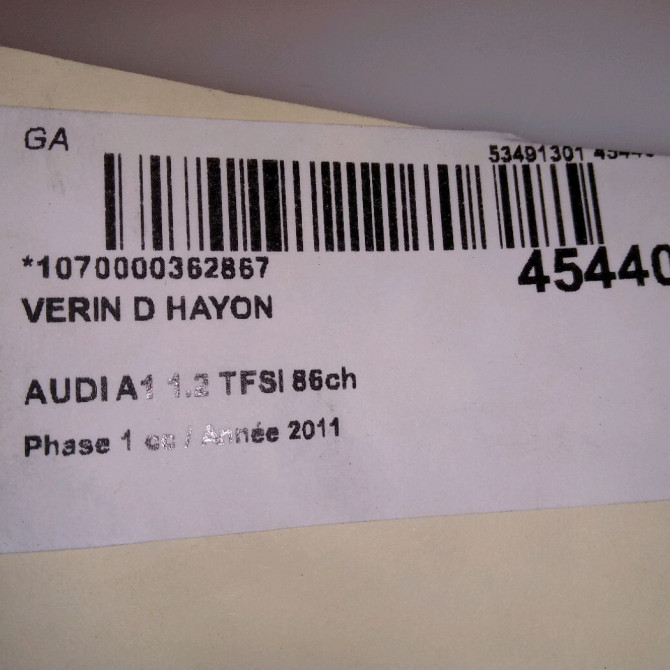 GA
53491301
*1070000362867
45440
VERIN D HAYON
AUDI A1 1.2 TFSI 86ch
Phase 1 / Année 2011